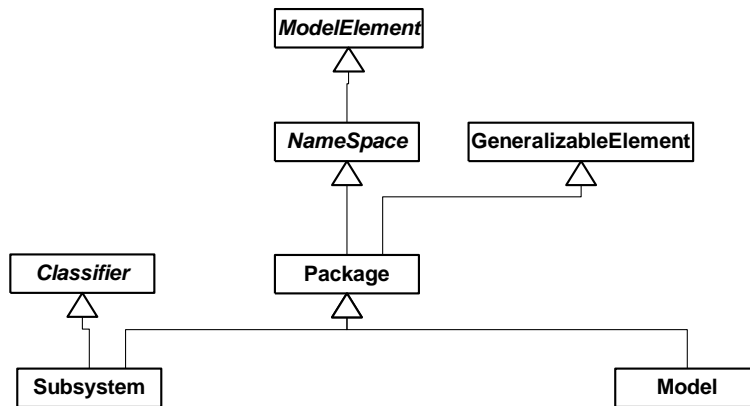 ModelElement
NameSpace
GeneralizableElement
Classifier
Package
Subsystem
Model